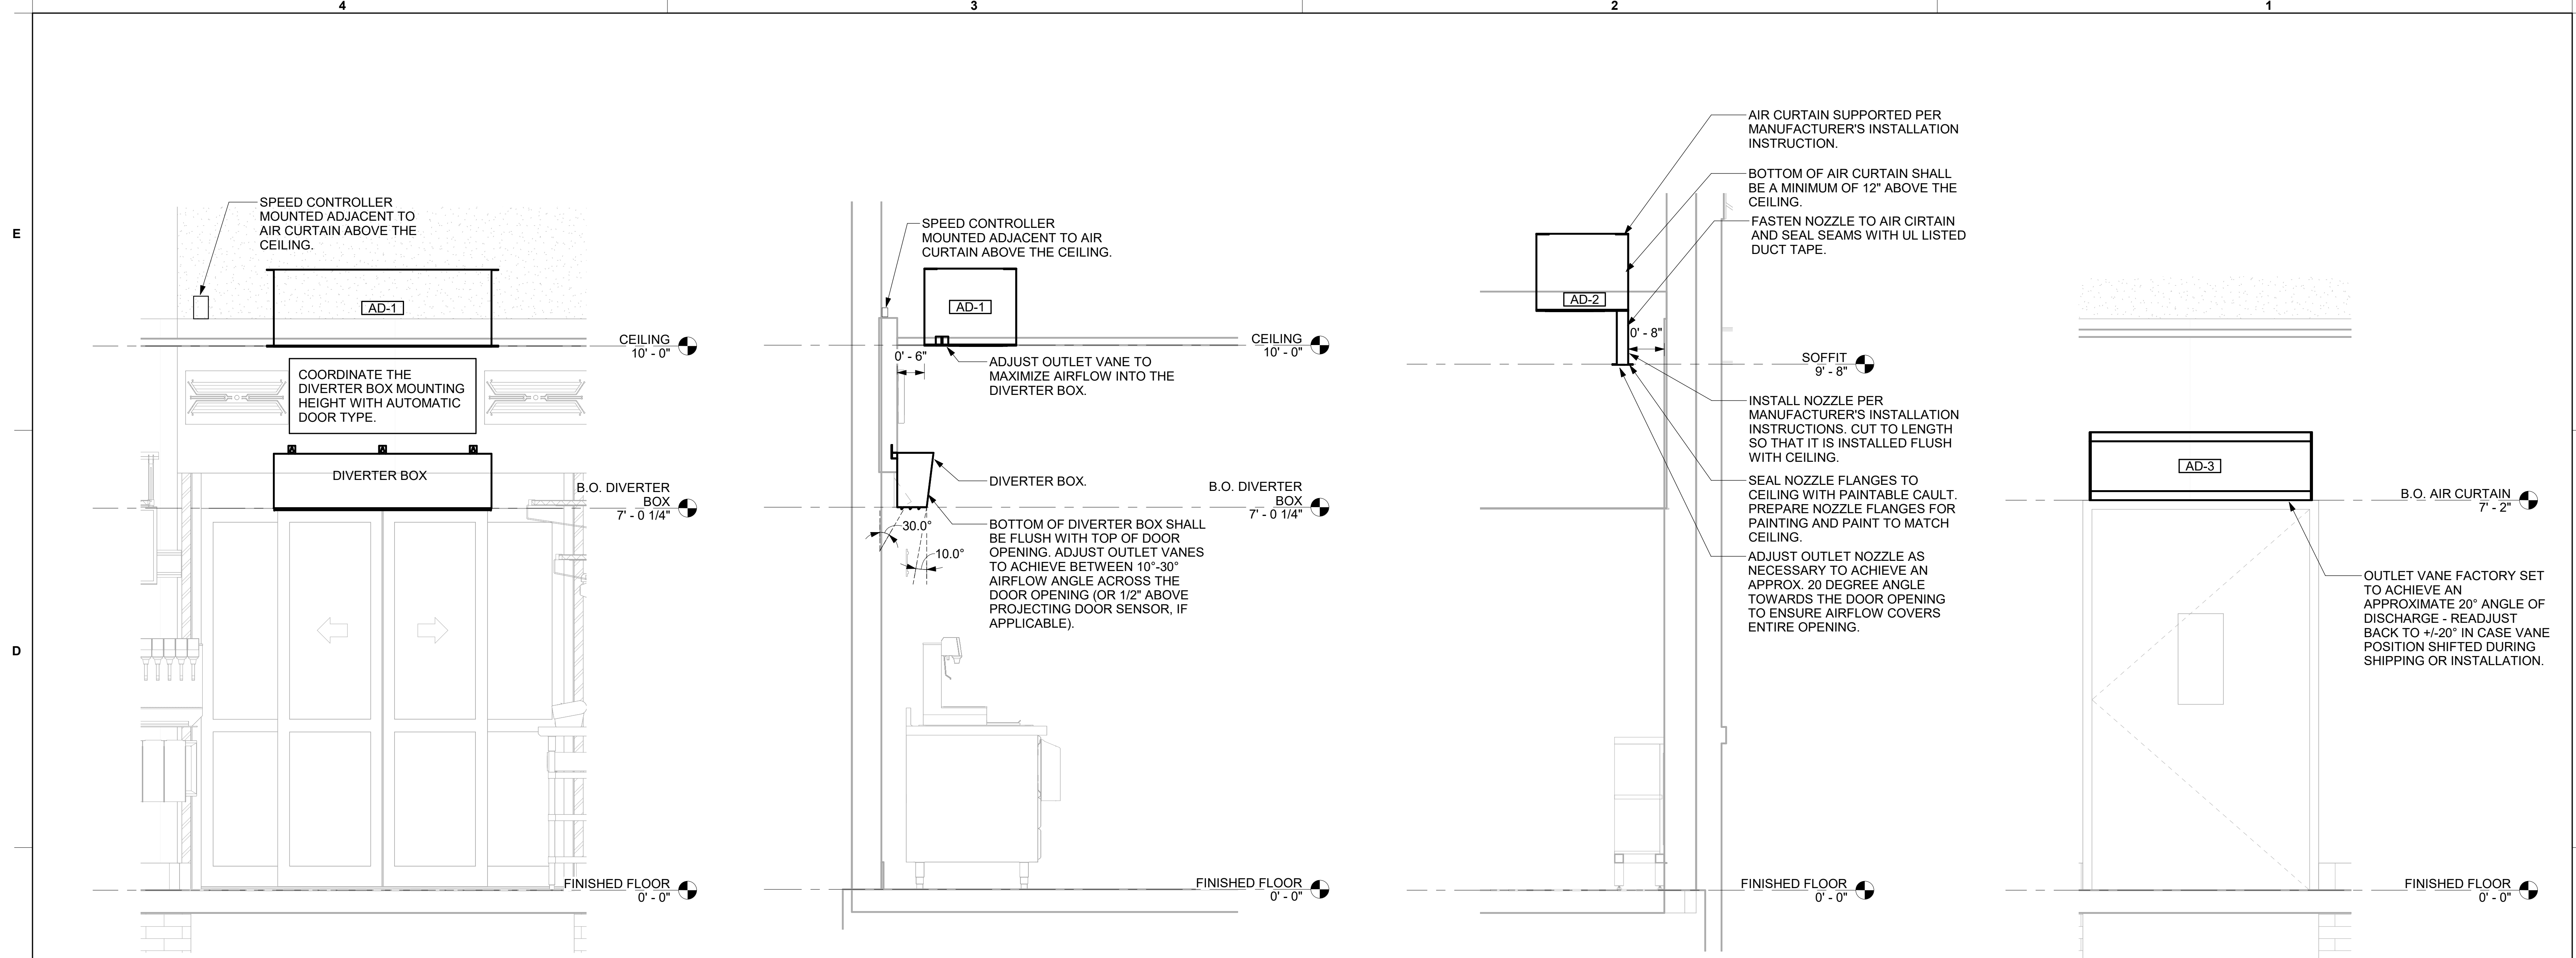 4
3
2
1
E
D
SPEED CONTROLLER
MOUNTED ADJACENT TO
AIR CURTAIN ABOVE THE
CEILING.
AD-1
CEILING
10' - 0"
COORDINATE THE
DIVERTER BOX MOUNTING
HEIGHT WITH AUTOMATIC
DOOR TYPE.
DIVERTER BOX
B.O. DIVERTER
BOX
7' - 0 1/4"
FINISHED FLOOR
0' - 0"
SPEED CONTROLLER
MOUNTED ADJACENT TO AIR
CURTAIN ABOVE THE CEILING.
AD-1
CEILING
10' - 0"
0' - 6"
ADJUST OUTLET VANE TO
MAXIMIZE AIRFLOW INTO THE
DIVERTER BOX.
DIVERTER BOX.
B.O. DIVERTER
BOX
7' - 0 1/4"
30.0°
10.0°
BOTTOM OF DIVERTER BOX SHALL
BE FLUSH WITH TOP OF DOOR
OPENING. ADJUST OUTLET VANES
TO ACHIEVE BETWEEN 10°-30°
AIRFLOW ANGLE ACROSS THE
DOOR OPENING (OR 1/2" ABOVE
PROJECTING DOOR SENSOR, IF
APPLICABLE).
FINISHED FLOOR
0' - 0"
AIR CURTAIN SUPPORTED PER
MANUFACTURER'S INSTALLATION
INSTRUCTION.
BOTTOM OF AIR CURTAIN SHALL
BE A MINIMUM OF 12" ABOVE THE
CEILING.
FASTEN NOZZLE TO AIR CIRTAIN
AND SEAL SEAMS WITH UL LISTED
DUCT TAPE.
AD-2
0' - 8"
SOFFIT
9' - 8"
INSTALL NOZZLE PER
MANUFACTURER'S INSTALLATION
INSTRUCTIONS. CUT TO LENGTH
SO THAT IT IS INSTALLED FLUSH
WITH CEILING.
SEAL NOZZLE FLANGES TO
CEILING WITH PAINTABLE CAULT.
PREPARE NOZZLE FLANGES FOR
PAINTING AND PAINT TO MATCH
CEILING.
ADJUST OUTLET NOZZLE AS
NECESSARY TO ACHIEVE AN
APPROX. 20 DEGREE ANGLE
TOWARDS THE DOOR OPENING
TO ENSURE AIRFLOW COVERS
ENTIRE OPENING.
FINISHED FLOOR
0' - 0"
AD-3
B.O. AIR CURTAIN
7' - 2"
OUTLET VANE FACTORY SET
TO ACHIEVE AN
APPROXIMATE 20° ANGLE OF
DISCHARGE - READJUST
BACK TO +/-20° IN CASE VANE
POSITION SHIFTED DURING
SHIPPING OR INSTALLATION.
FINISHED FLOOR
0' - 0"